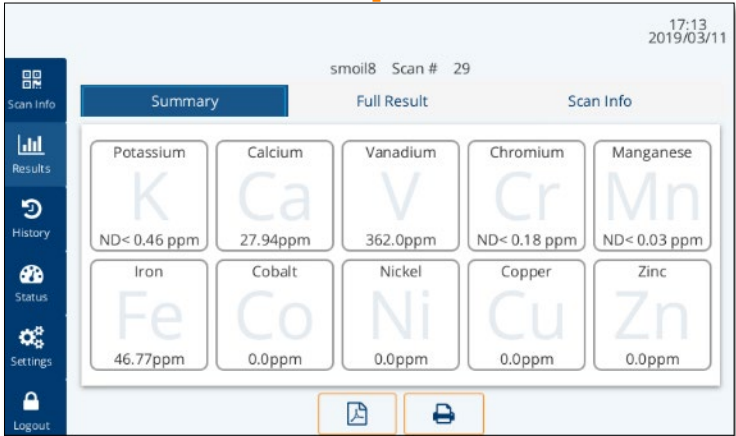 17:13
2019/03/11
smoil8 Scan # 29
Scan Info
Results
History
Status
Settings
Logout
Summary Full Result Scan Info
Potassium Calcium Vanadium Chromium Manganese
K Ca V Cr Mn
ND< 0.46 ppm 27.94ppm 362.0ppm ND< 0.18 ppm ND< 0.03 ppm
Iron Cobalt Nickel Copper Zinc
Fe Co Ni Cu Zn
46.77ppm 0.0ppm 0.0ppm 0.0ppm 0.0ppm